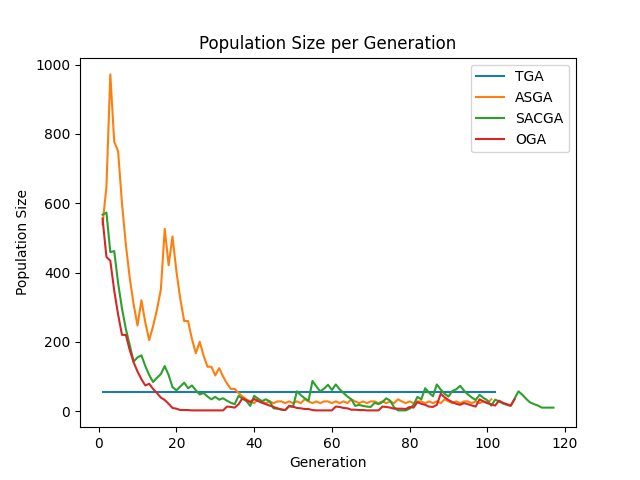 Population Size per Generation
TGA
ASGA
SACGA
OGA
1000
800
600
400
200
0
Population Size
0
20
40
60
80
100
120
Generation